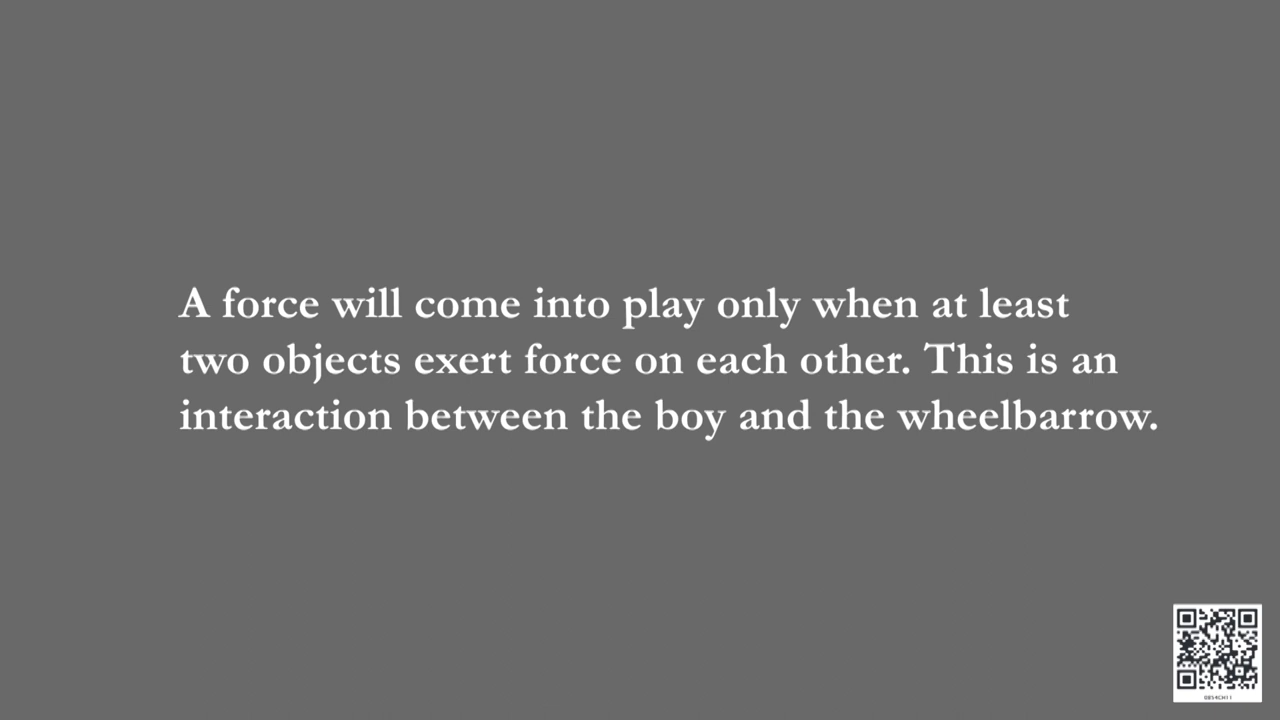 A force will come into play only when at least
two objects exert force on each other. This is an
interaction between the boy and the wheelbarrow.